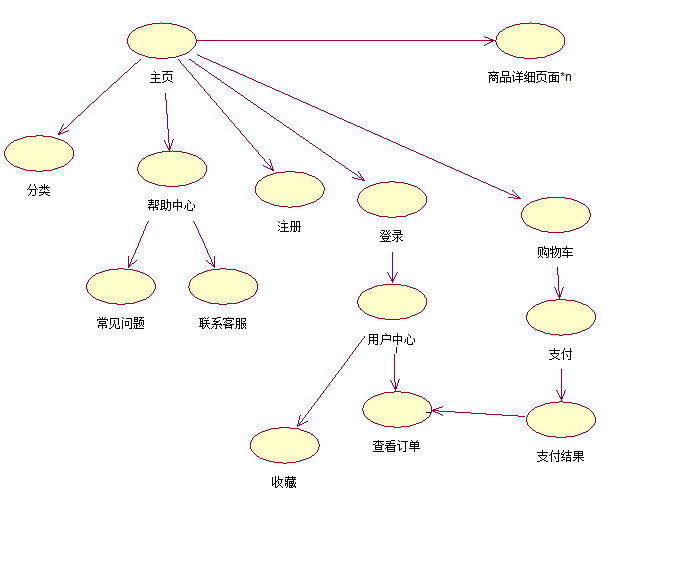 主页
商品详细页面*n
分类
帮助中心
注册
登录
购物车
常见问题
联系客服
用户中心
支付
查看订单
支付结果
收藏